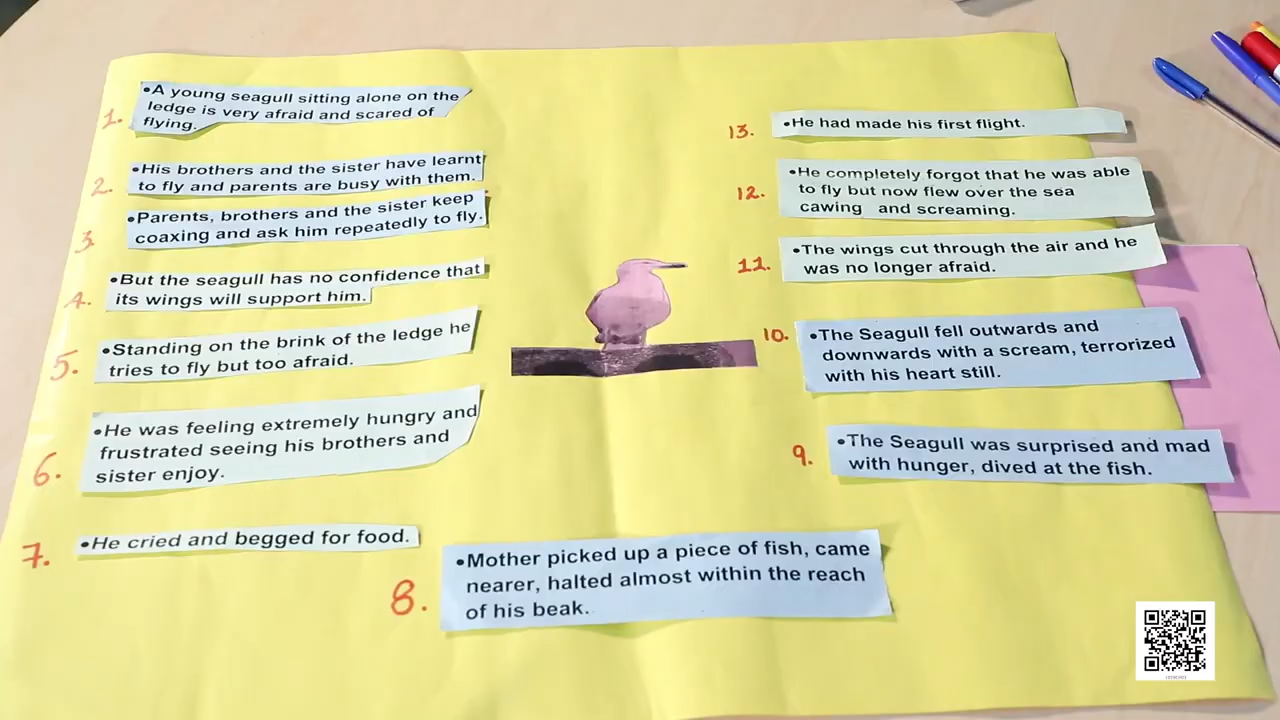 1. •A young seagull sitting alone on the
ledge is very afraid and scared of
flying.
2. •His brothers and the sister have learnt
to fly and parents are busy with them.
3. •Parents, brothers and the sister keep
coaxing and ask him repeatedly to fly.
4. •But the seagull has no confidence that
its wings will support him.
5. •Standing on the brink of the ledge he
tries to fly but too afraid.
6. •He was feeling extremely hungry and
frustrated seeing his brothers and
sister enjoy.
7. •He cried and begged for food.
8. •Mother picked up a piece of fish, came
nearer, halted almost within the reach
of his beak.
9. •The Seagull was surprised and mad
with hunger, dived at the fish.
10. •The Seagull fell outwards and
downwards with a scream, terrorized
with his heart still.
11. •The wings cut through the air and he
was no longer afraid.
12. •He completely forgot that he was able
to fly but now flew over the sea
cawing and screaming.
13. •He had made his first flight.